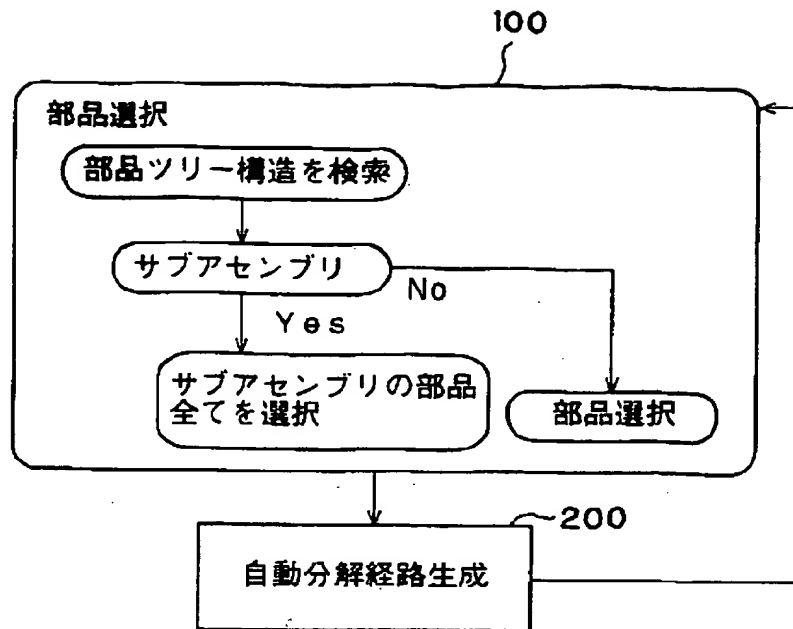 100
部品選択
部品ツリー構造を検索
サブアセンブリ
No
Yes
サブアセンブリの部品
全てを選択
部品選択
200
自動分解経路生成